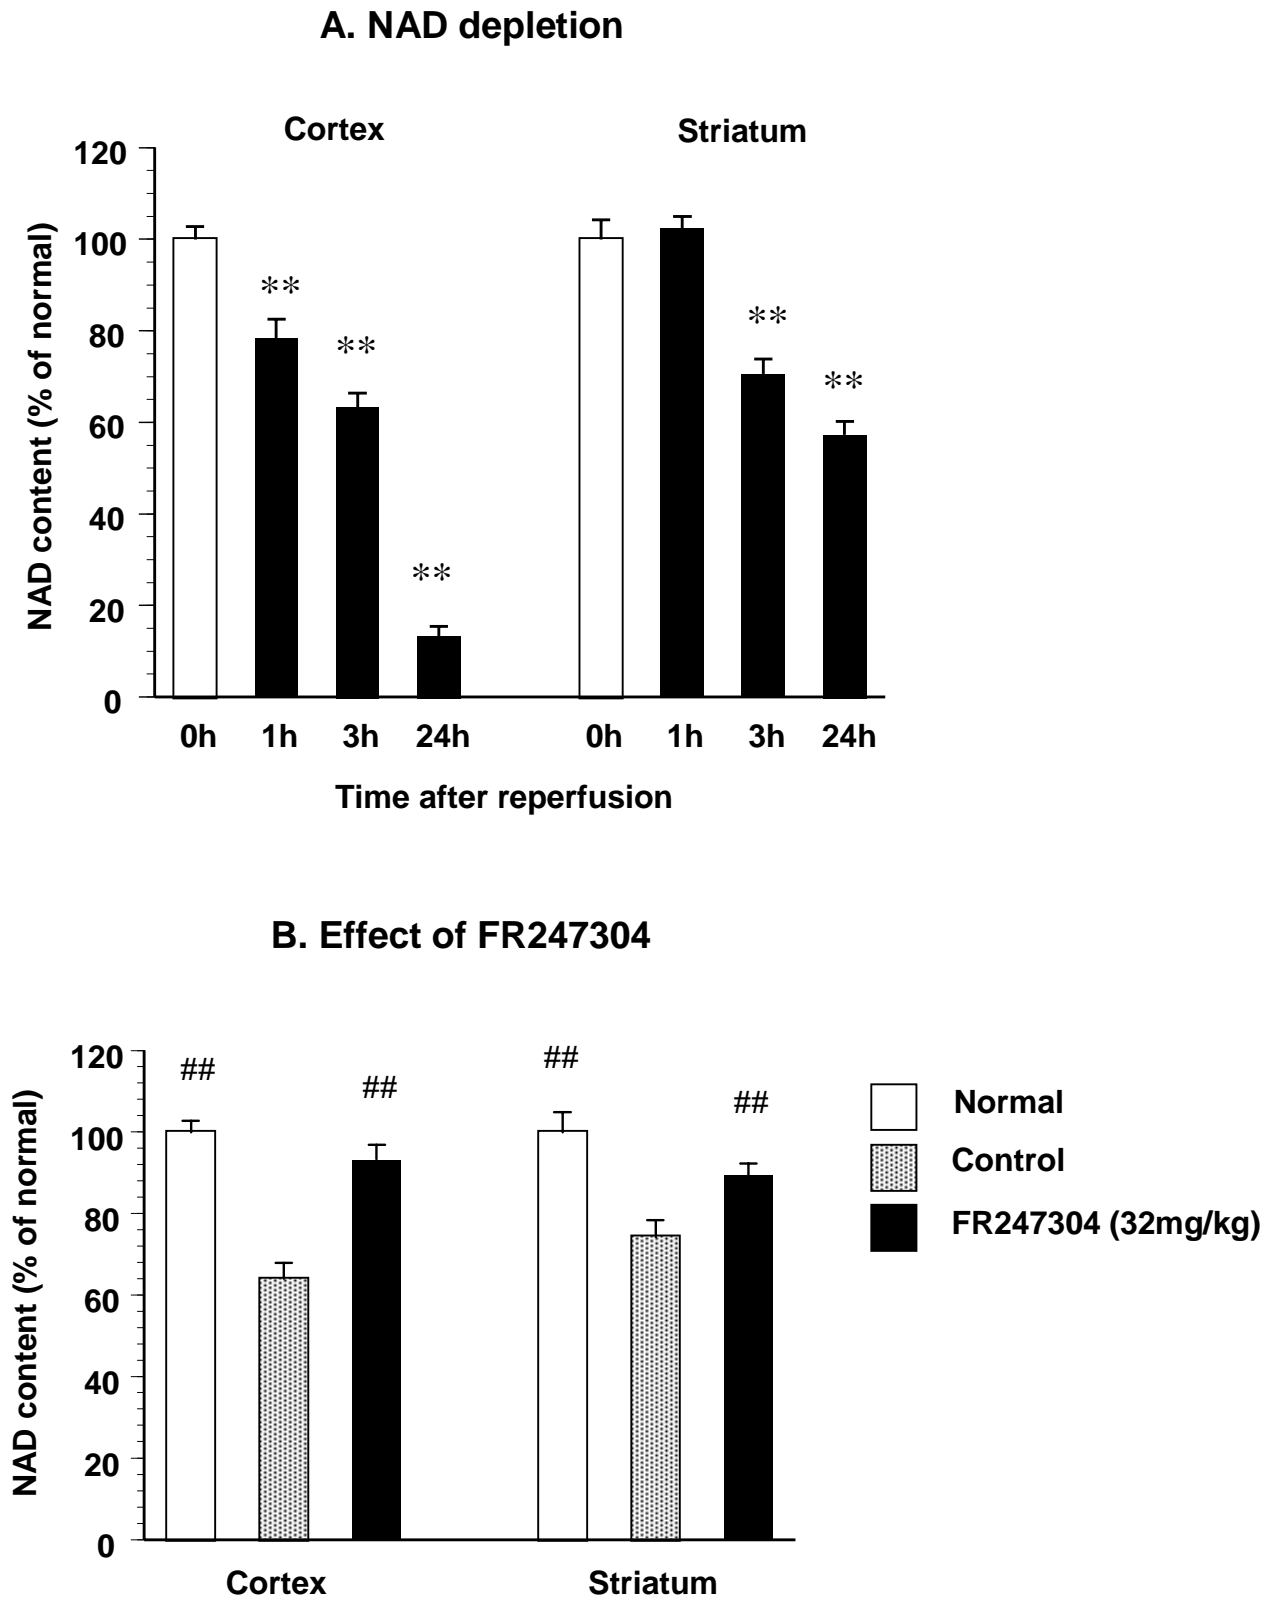 A. NAD depletion
Cortex Striatum
NAD content (% of normal)
120
100
80
60
40
20
0
**
**
**
**
**
0h 1h 3h 24h 0h 1h 3h 24h
Time after reperfusion
B. Effect of FR247304
NAD content (% of normal)
120
100
80
60
40
20
0
##
##
##
##
Cortex Striatum
Normal
Control
FR247304 (32mg/kg)